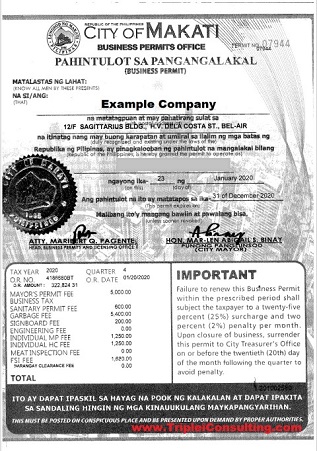 REPUBLIC OF THE PHILIPPINES
CITY OF MAKATI
BUSINESS PERMITS OFFICE
PERMIT NO. 07944
07944
PAHINTULOT SA PANGANGALAKAL
(BUSINESS PERMIT)
MATALASTAS NG LAHAT:
(KNOW ALL MEN BY THESE PRESENTS)
NA SI/ANG:
(THAT)
Example Company
na matatagpuan at may pahatirang sulat sa
12/F SAGITTARIUS BLDG., H.V. DELA COSTA ST., BEL-AIR
na itinatag nang may buong karapatan at umiiral sa ilalim ng mga batas ng
(duly organized and existing under the laws of the)
Republika ng Pilipinas, ay pinagkalooban ng pahintulot na mangalakal bilang
(Republic of the Philippines, is hereby granted the permit to operate as)
ngayong ika- 23 ng January 2020
(on this) (day of)
Ang pahintulot na ito ay matatapos sa ika- 31 of December 2020
(This permit expires on)
Maliban ito'y maagang bawiin at pawalang bisa.
(unless sooner revoked)
ATTY. MARIBERT Q. PAGENTE
HEAD, BUSINESS PERMITS AND LICENSING OFFICE
HON. MAR-LEN ABIGAIL S. BINAY
PUNONG PANGLUNGSOD
(CITY MAYOR)
TAX YEAR 2020 QUARTER 4
O.R. NO. 4186880BT O.R. DATE 01/20/2020
O.R. AMOUNT: 322,824.31
MAYOR'S PERMIT FEE 5,000.00
BUSINESS TAX
SANITARY PERMIT FEE 600.00
GARBAGE FEE 5,400.00
SIGNBOARD FEE 200.00
ENGINEERING FEE 0.00
INDIVIDUAL MP FEE 1,250.00
INDIVIDUAL HC FEE 1,250.00
MEAT INSPECTION FEE 0.00
FSI FEE 1,620.00
BARANGAY CLEARANCE FEE 0.00
TOTAL
IMPORTANT
Failure to renew this Business Permit
within the prescribed period shall
subject the taxpayer to a twenty-five
percent (25%) surcharge and two
percent (2%) penalty per month.
Upon closure of business, surrender
this permit to City Treasurer's Office
on or before the twentieth (20th) day
of the month following the quarter to
avoid penalty.
ITO AY DAPAT IPASKIL SA HAYAG NA POOK NG KALAKALAN AT DAPAT IPAKITA
SA SANDALING HINGIN NG MGA KINAUUKULANG MAYKAPANGYARIHAN.
THIS MUST BE POSTED ON CONSPICUOUS PLACE AND BE PRESENTED UPON DEMAND BY PROPER AUTHORITIES.
www.TripleiConsulting.com